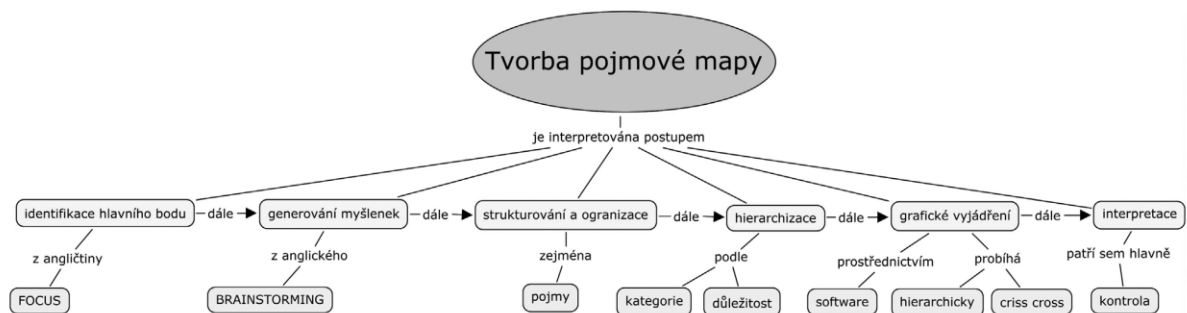 Tvorba pojmové mapy
je interpretována postupem
identifikace hlavního bodu dále generování myšlenek dále strukturování a ogranizace dále hierarchizace dále grafické vyjádření dále interpretace
z angličtiny z anglického zejména podle prostřednictvím probíhá patří sem hlavně
FOCUS BRAINSTORMING pojmy kategorie důležitost software hierarchicky criss cross kontrola